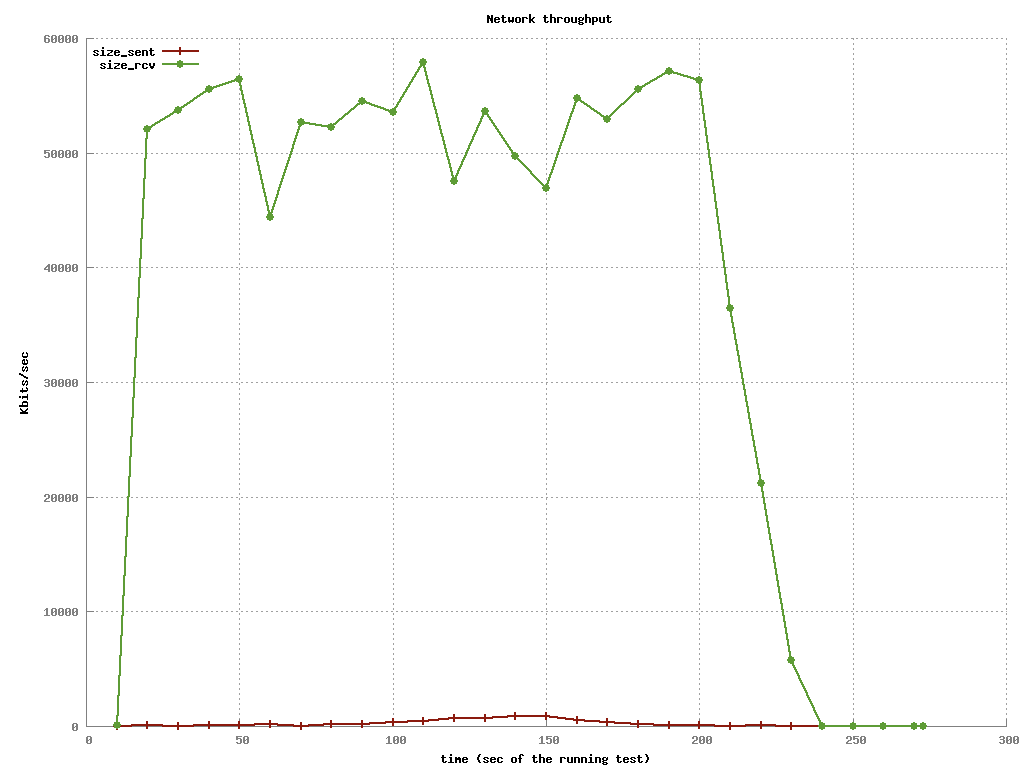 Network throughput
60000
size_sent
size_rcv
50000
40000
30000
20000
10000
0
Kbits/sec
0 50 100 150 200 250 300
time (sec of the running test)